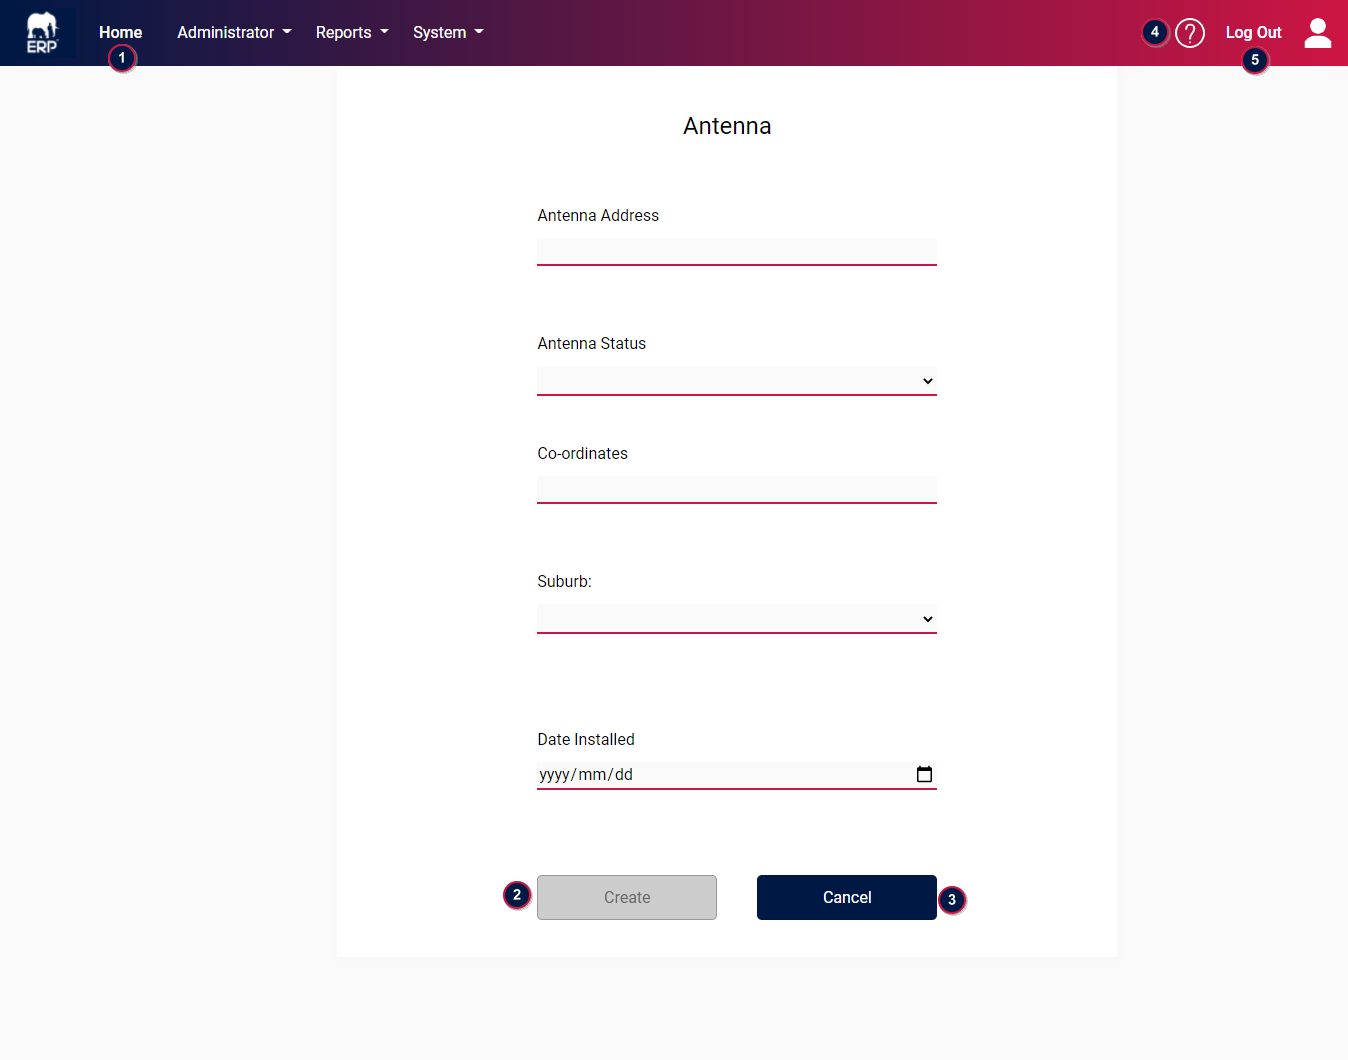 ERP
Home Administrator Reports System 4 ? Log Out
1 5
Antenna
Antenna Address
Antenna Status
Co-ordinates
Suburb:
Date Installed
yyyy/mm/dd
2 Create Cancel 3